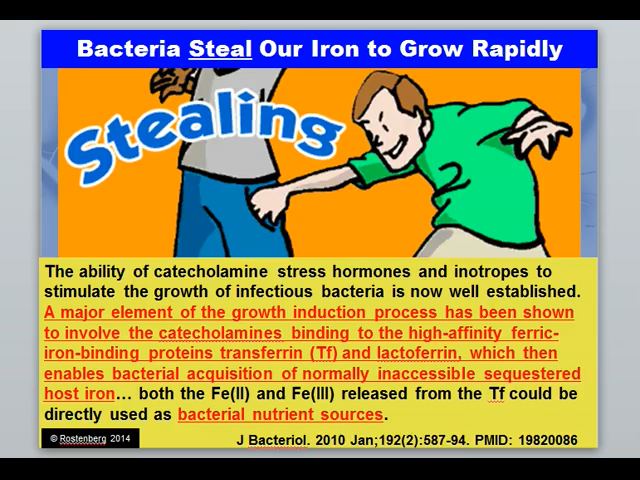 Bacteria Steal Our Iron to Grow Rapidly
Stealing
The ability of catecholamine stress hormones and inotropes to
stimulate the growth of infectious bacteria is now well established.
A major element of the growth induction process has been shown
to involve the catecholamines binding to the high-affinity ferric-
iron-binding proteins transferrin (Tf) and lactoferrin, which then
enables bacterial acquisition of normally inaccessible sequestered
host iron… both the Fe(II) and Fe(III) released from the Tf could be
directly used as bacterial nutrient sources.
© Rostenberg 2014
J Bacteriol. 2010 Jan;192(2):587-94. PMID: 19820086